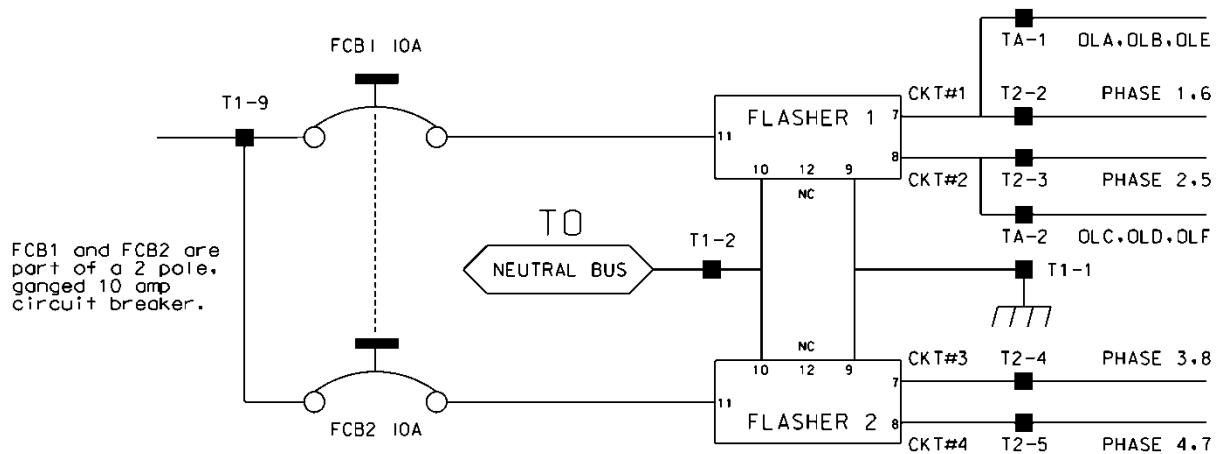 FCB1 10A
T1-9
FCB1 and FCB2 are
part of a 2 pole,
ganged 10 amp
circuit breaker.
FCB2 10A
TO
NEUTRAL BUS
T1-2
11
FLASHER 1
7
8
10 12 9
NC
CKT#1
CKT#2
TA-1 OLA,OLB,OLE
T2-2 PHASE 1,6
T2-3 PHASE 2,5
TA-2 OLC,OLD,OLF
T1-1
NC
10 12 9
11
FLASHER 2
7
8
CKT#3 T2-4 PHASE 3,8
CKT#4 T2-5 PHASE 4,7